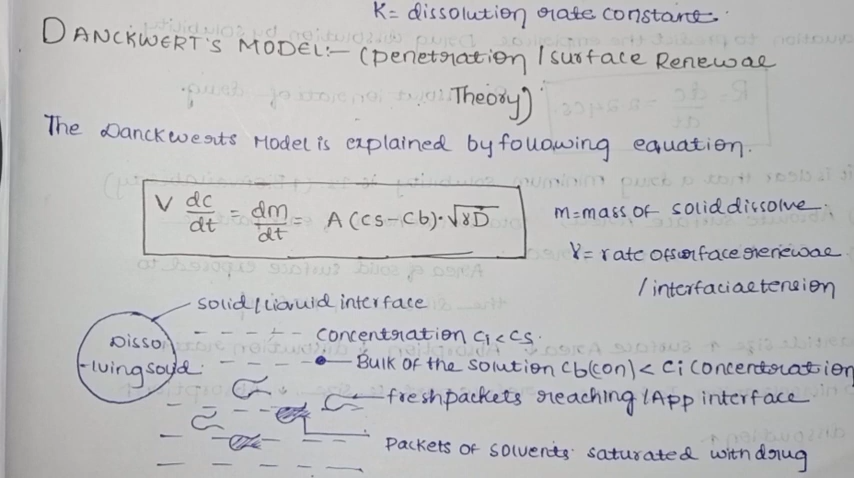 K= dissolution rate constant.
DANCKWERT'S MODEL:- (penetration / surface Renewal
Theory)
The Danckwerts Model is explained by following equation.
V dc/dt = dm/dt = A(Cs-Cb).√γD
m=mass of solid dissolve.
γ= rate of surface renewal
/ interfacial tension
solid/liquid interface
Disso
-lving solid.
Concentration Ci<Cs.
Bulk of the solution Cb(con) < Ci concentration
fresh packets reaching / App interface
Packets of solvents saturated with drug